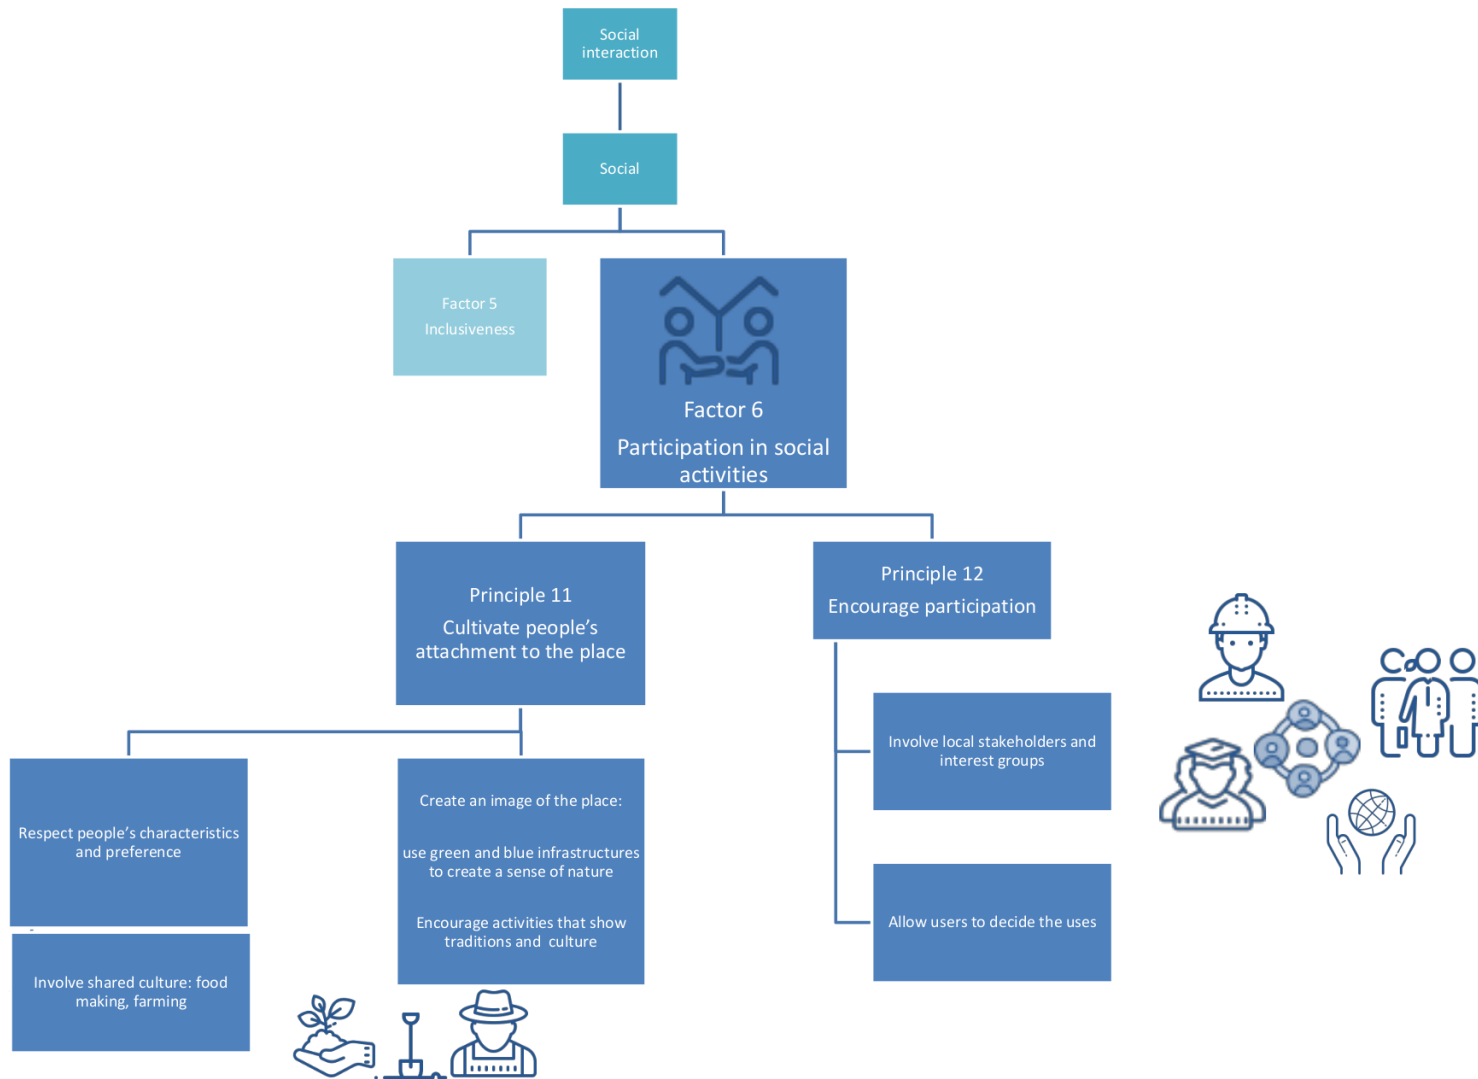 Social
interaction
Social
Factor 5
Inclusiveness
Factor 6
Participation in social
activities
Principle 11
Cultivate people’s
attachment to the place
Principle 12
Encourage participation
Respect people’s characteristics
and preference
Involve shared culture: food
making, farming
Create an image of the place:
use green and blue infrastructures
to create a sense of nature
Encourage activities that show
traditions and culture
Involve local stakeholders and
interest groups
Allow users to decide the uses